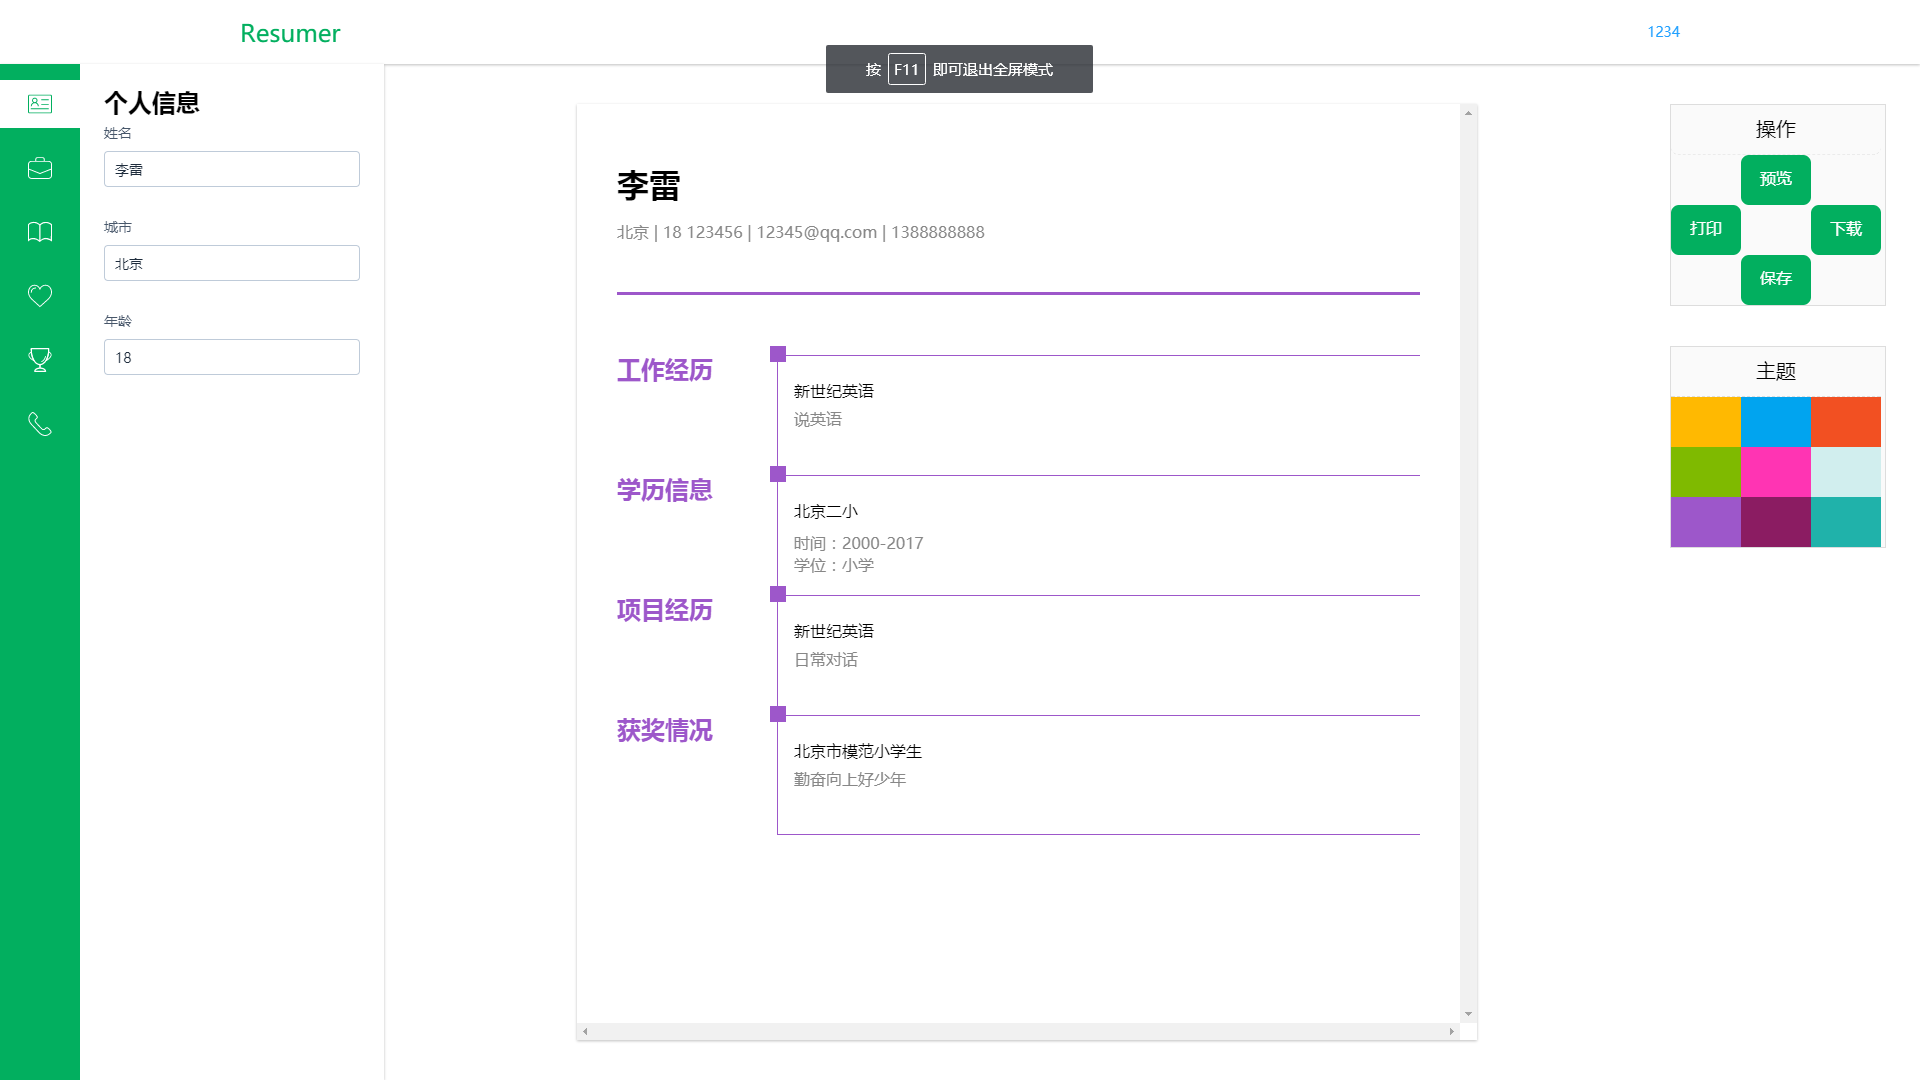 Resumer
1234
按 F11 即可退出全屏模式
个人信息
姓名
李雷
城市
北京
年龄
18
李雷
北京 | 18 123456 | 12345@qq.com | 1388888888
工作经历
新世纪英语
说英语
学历信息
北京二小
时间：2000-2017
学位：小学
项目经历
新世纪英语
日常对话
获奖情况
北京市模范小学生
勤奋向上好少年
操作
预览
打印
下载
保存
主题